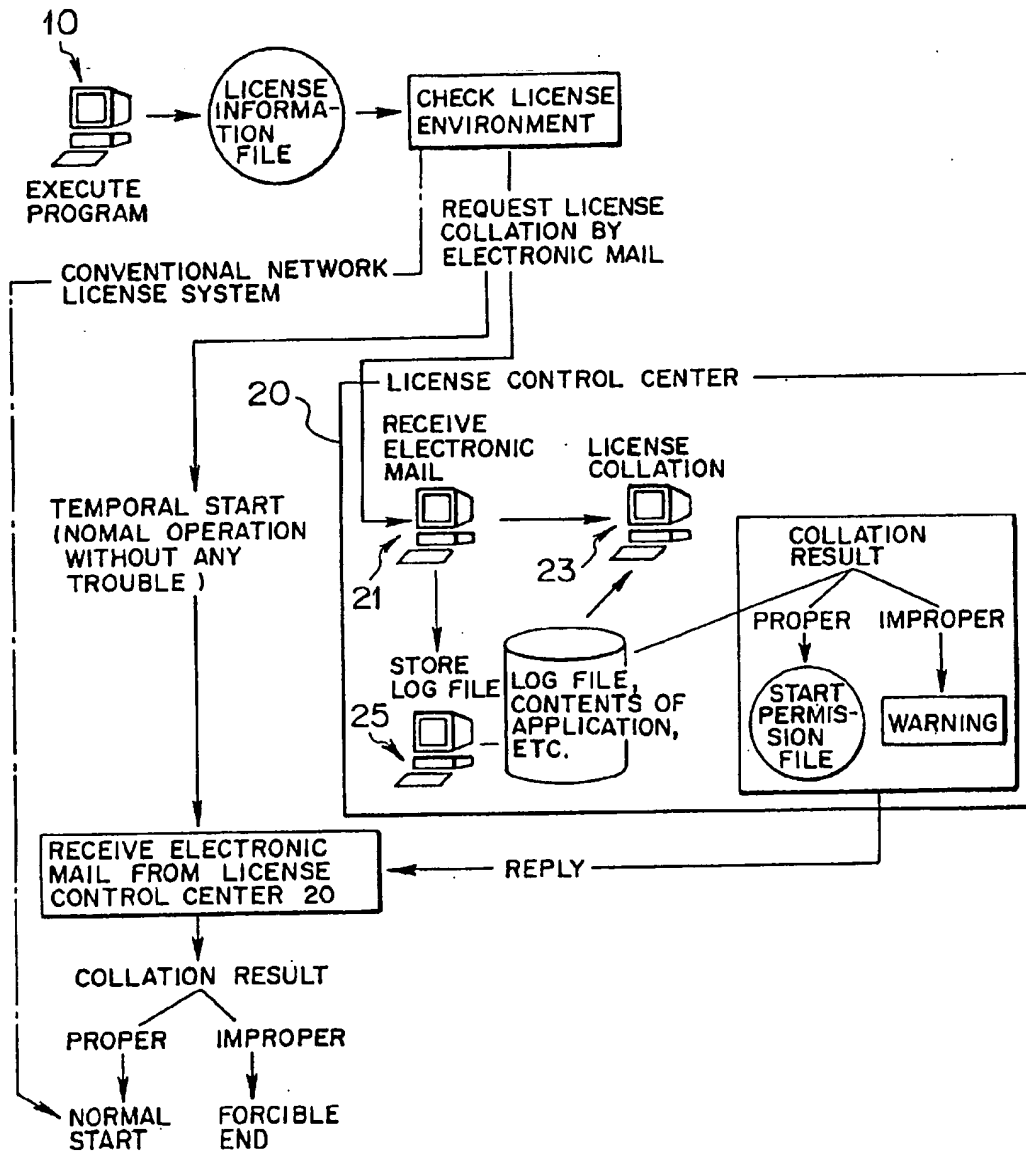 10
LICENSE
INFORMA-
TION
FILE
CHECK LICENSE
ENVIRONMENT
EXECUTE
PROGRAM
REQUEST LICENSE
COLLATION BY
ELECTRONIC MAIL
CONVENTIONAL NETWORK
LICENSE SYSTEM
LICENSE CONTROL CENTER
20
RECEIVE
ELECTRONIC
MAIL
LICENSE
COLLATION
21
23
TEMPORAL START
(NOMAL OPERATION
WITHOUT ANY
TROUBLE)
STORE
LOG FILE
25
LOG FILE,
CONTENTS OF
APPLICATION,
ETC.
COLLATION
RESULT
PROPER
IMPROPER
START
PERMIS-
SION
FILE
WARNING
RECEIVE ELECTRONIC
MAIL FROM LICENSE
CONTROL CENTER 20
REPLY
COLLATION RESULT
PROPER
IMPROPER
NORMAL
START
FORCIBLE
END